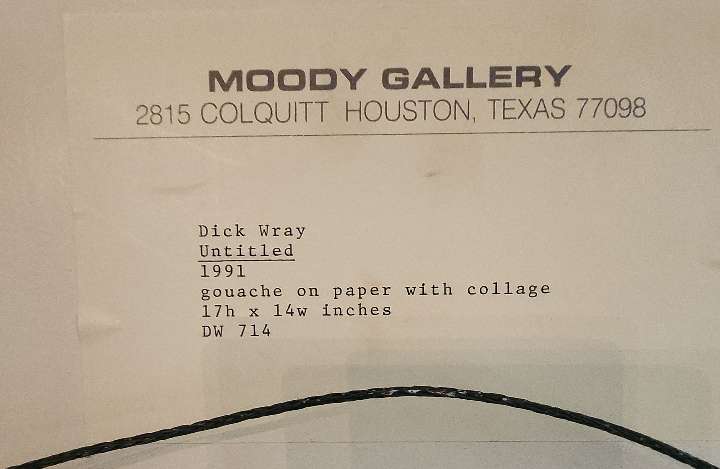 MOODY GALLERY
2815 COLQUITT HOUSTON, TEXAS 77098
Dick Wray
Untitled
1991
gouache on paper with collage
17h x 14w inches
DW 714